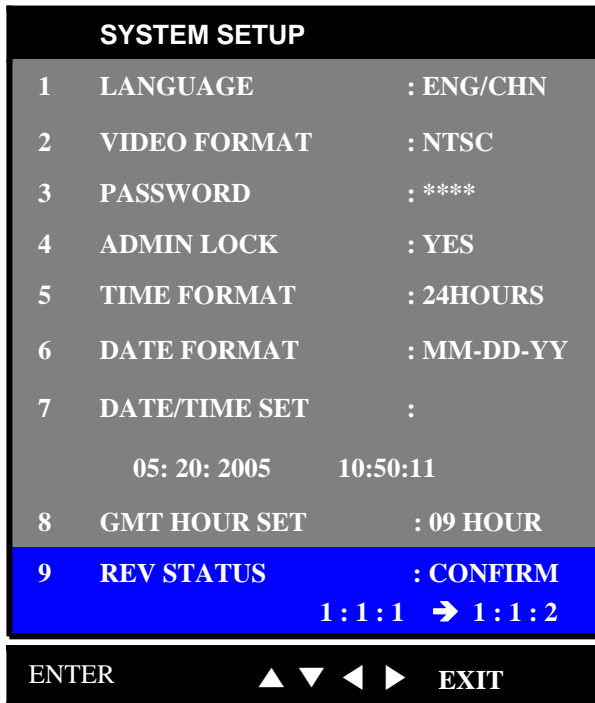 SYSTEM SETUP
1 LANGUAGE : ENG/CHN
2 VIDEO FORMAT : NTSC
3 PASSWORD : ****
4 ADMIN LOCK : YES
5 TIME FORMAT : 24HOURS
6 DATE FORMAT : MM-DD-YY
7 DATE/TIME SET :
05: 20: 2005 10:50:11
8 GMT HOUR SET : 09 HOUR
9 REV STATUS : CONFIRM
1 : 1 : 1 → 1 : 1 : 2
ENTER ▲ ▼ ◀ ▶ EXIT